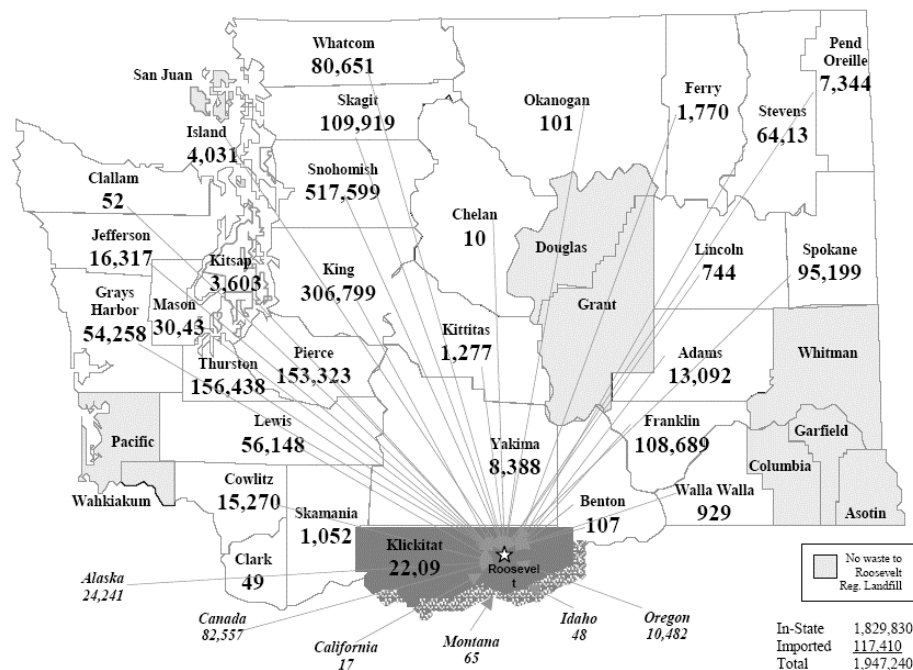 Whatcom
80,651
Pend
Oreille
7,344
San Juan
Skagit
109,919
Okanogan
101
Ferry
1,770
Stevens
64,13
Island
4,031
Snohomish
517,599
Clallam
52
Chelan
10
Jefferson
16,317
Kitsap
3,603
King
306,799
Douglas
Lincoln
744
Spokane
95,199
Grays
Harbor
54,258
Mason
30,43
Grant
Kittitas
1,277
Whitman
Thurston
156,438
Pierce
153,323
Adams
13,092
Lewis
56,148
Pacific
Yakima
8,388
Franklin
108,689
Garfield
Columbia
Cowlitz
15,270
Wahkiakum
Skamania
1,052
Benton
107
Walla Walla
929
Asotin
Klickitat
22,09
Roosevel
t
Clark
49
No waste to
Roosevelt
Reg. Landfill
Alaska
24,241
Canada
82,557
California
17
Montana
65
Idaho
48
Oregon
10,482
In-State 1,829,830
Imported 117.410
Total 1,947,240